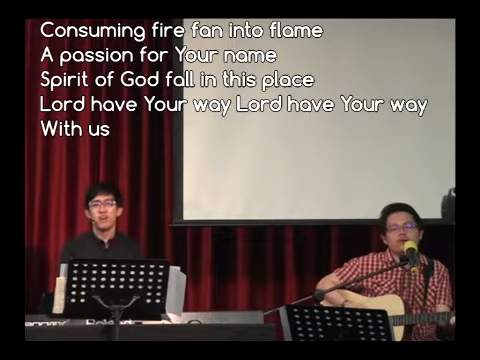 Consuming fire fan into flame
A passion for Your name
Spirit of God fall in this place
Lord have Your way Lord have Your way
With us
Roland